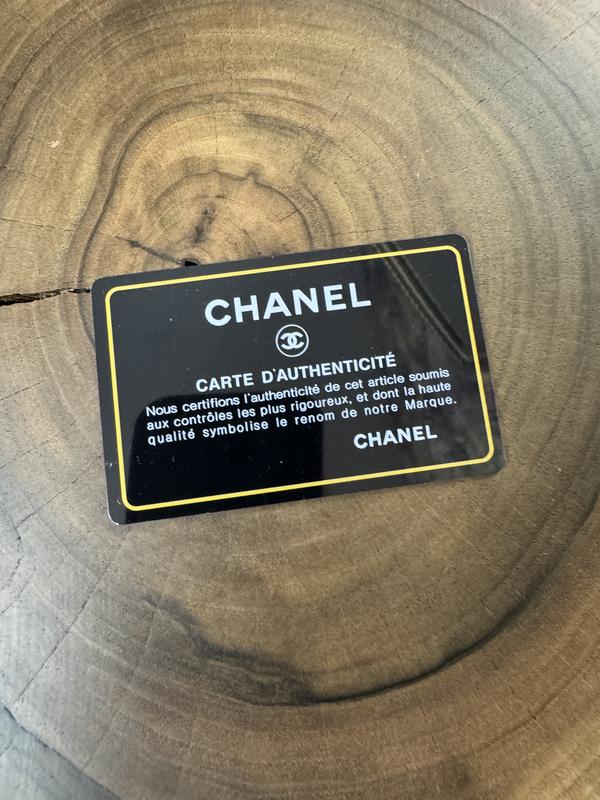 CHANEL
CARTE D'AUTHENTICITÉ
Nous certifions l'authenticité de cet article soumis
aux contrôles les plus rigoureux, et dont la haute
qualité symbolise le renom de notre Marque.
CHANEL